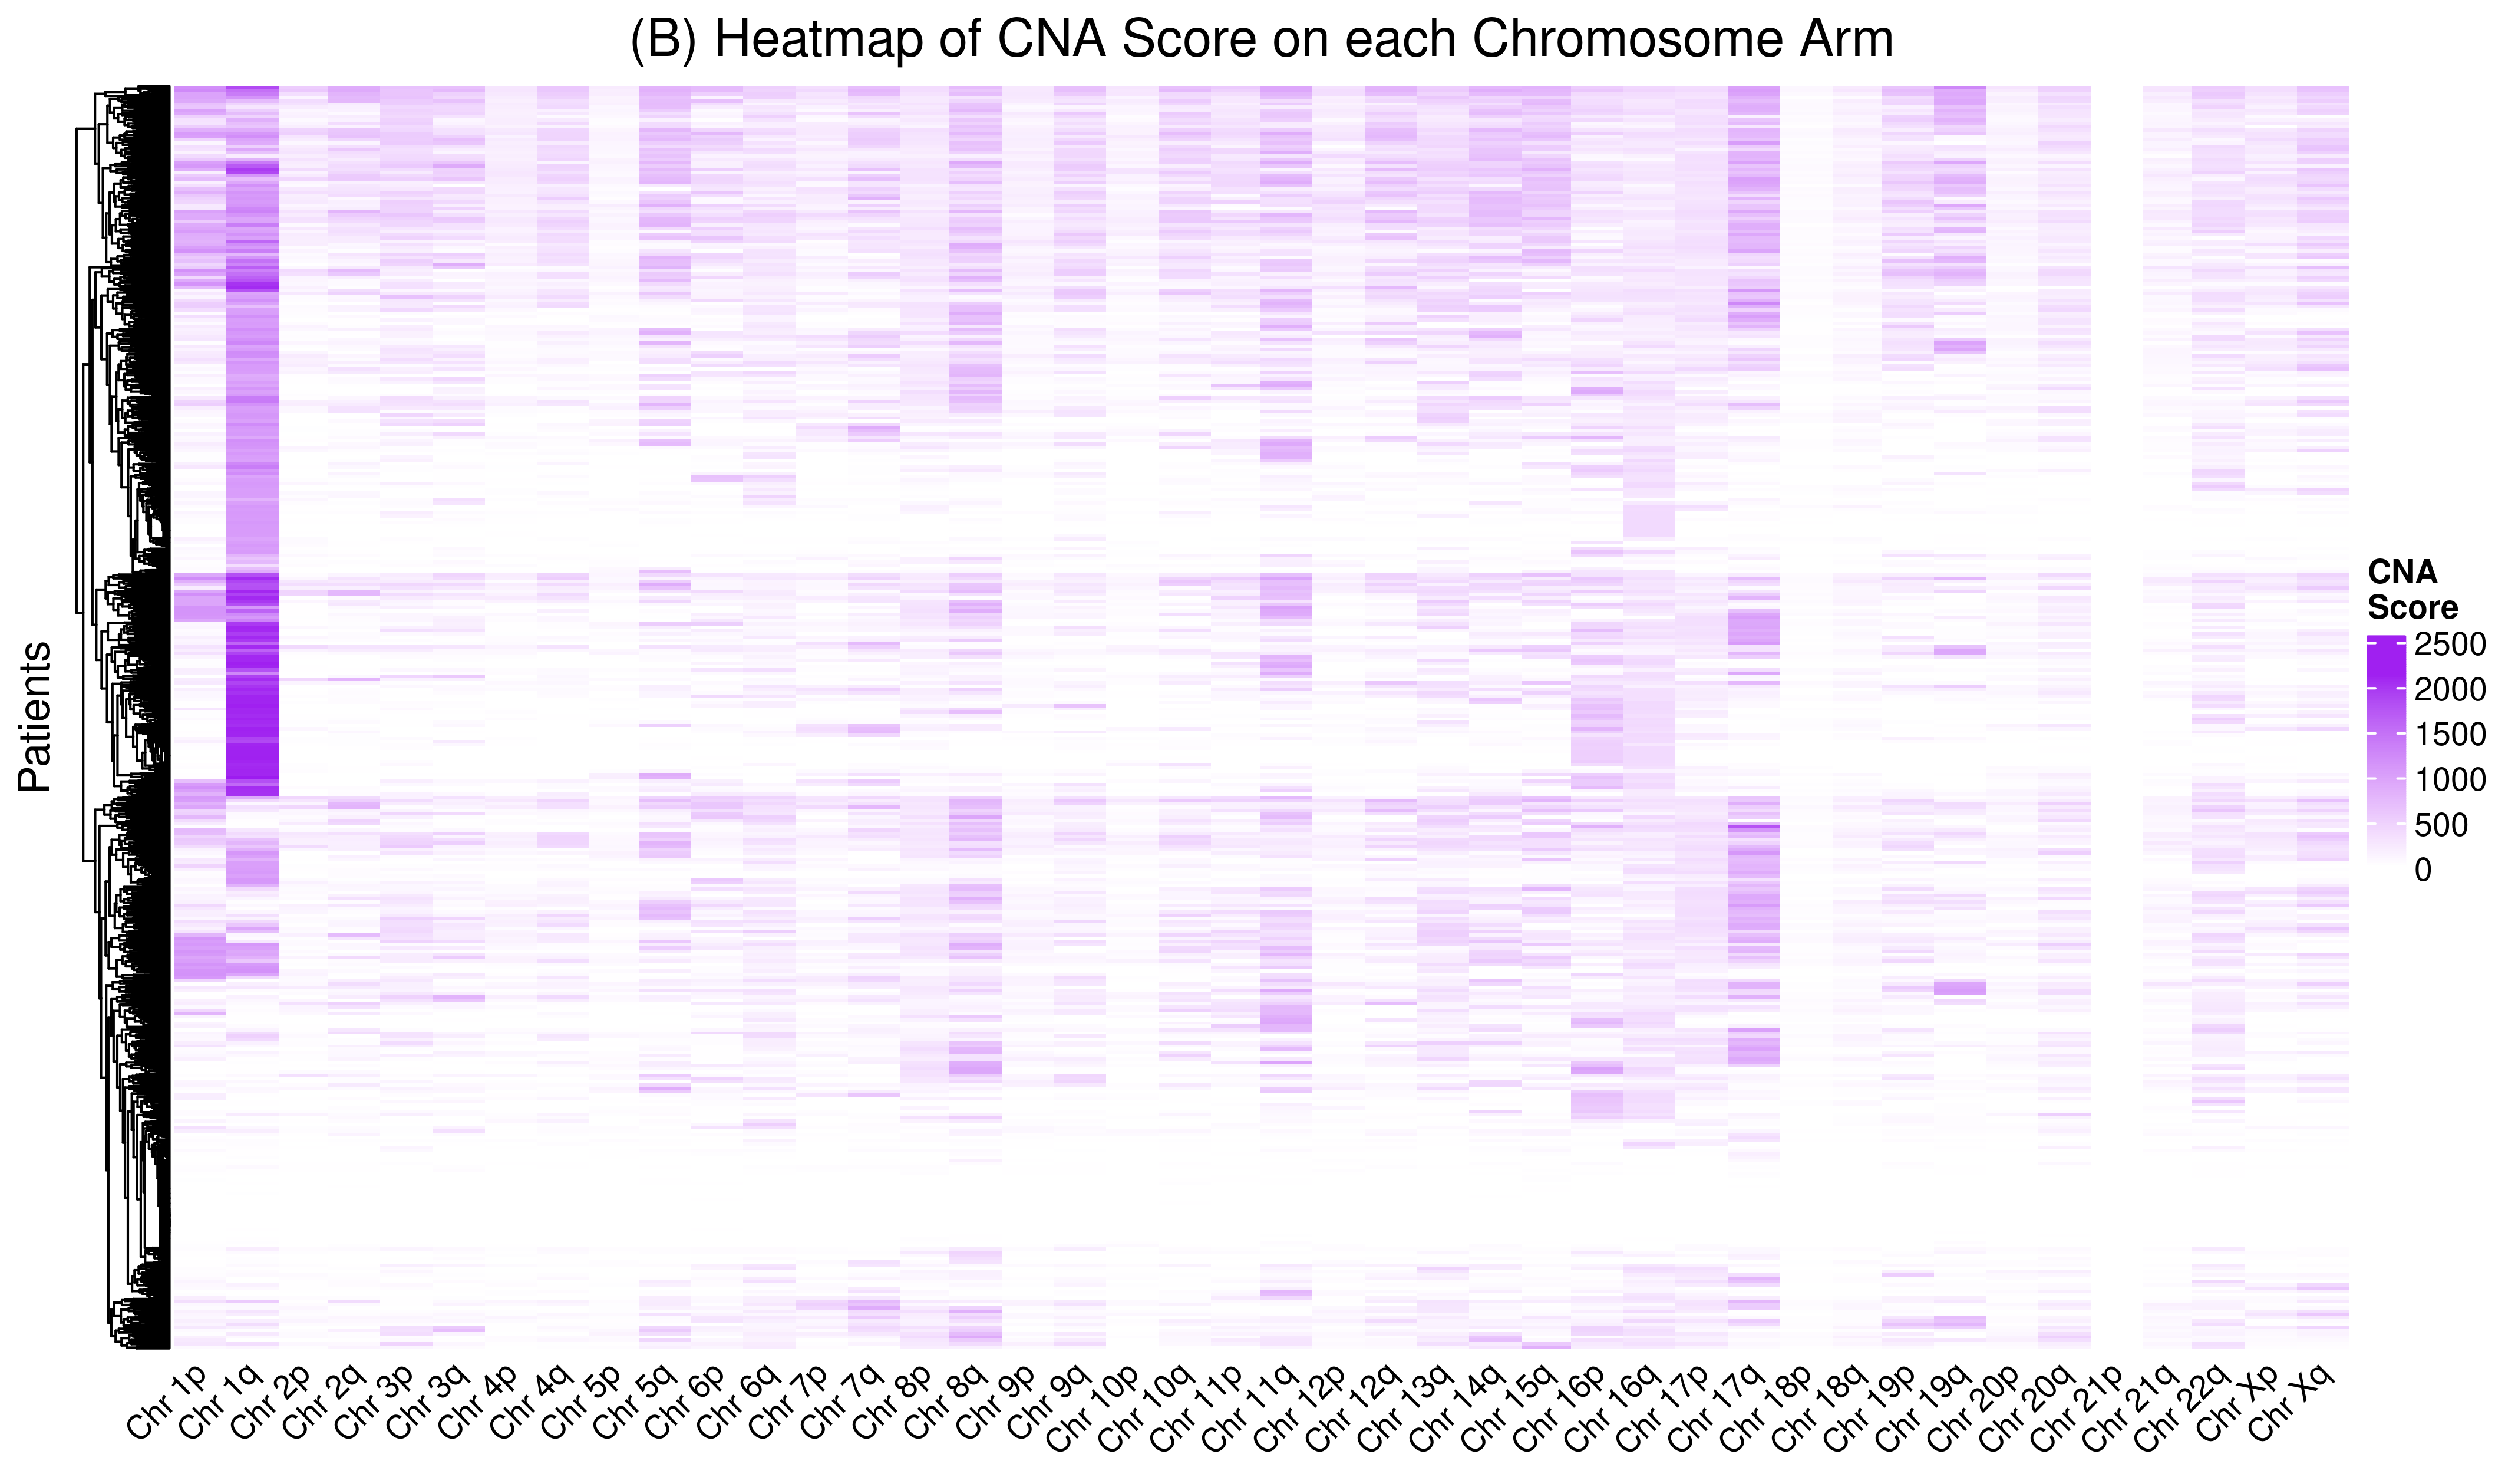 (B) Heatmap of CNA Score on each Chromosome Arm
Patients
CNA
Score
2500
2000
1500
1000
500
0
Chr 1p
Chr 1q
Chr 2p
Chr 2q
Chr 3p
Chr 3q
Chr 4p
Chr 4q
Chr 5p
Chr 5q
Chr 6p
Chr 6q
Chr 7p
Chr 7q
Chr 8p
Chr 8q
Chr 9p
Chr 9q
Chr 10p
Chr 10q
Chr 11p
Chr 11q
Chr 12p
Chr 12q
Chr 13q
Chr 14q
Chr 15q
Chr 16p
Chr 16q
Chr 17p
Chr 17q
Chr 18p
Chr 18q
Chr 19p
Chr 19q
Chr 20p
Chr 20q
Chr 21p
Chr 21q
Chr 22q
Chr Xp
Chr Xq